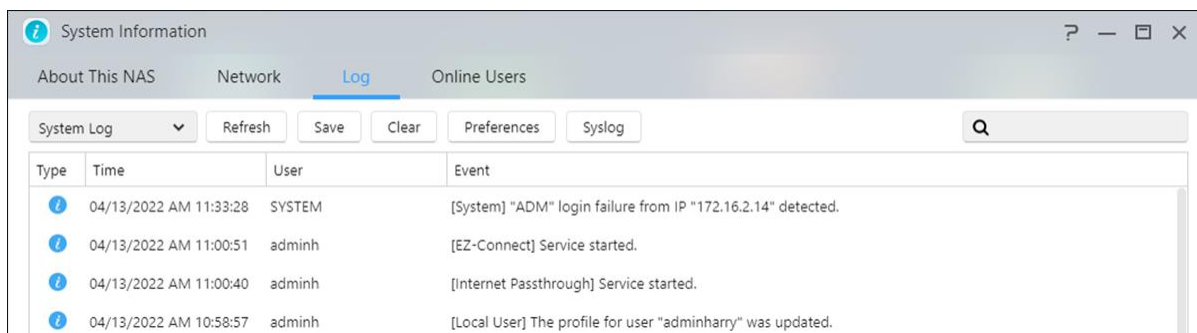 System Information
About This NAS Network Log Online Users
System Log Refresh Save Clear Preferences Syslog
Type Time User Event
04/13/2022 AM 11:33:28 SYSTEM [System] "ADM" login failure from IP "172.16.2.14" detected.
04/13/2022 AM 11:00:51 adminh [EZ-Connect] Service started.
04/13/2022 AM 11:00:40 adminh [Internet Passthrough] Service started.
04/13/2022 AM 10:58:57 adminh [Local User] The profile for user "adminharry" was updated.